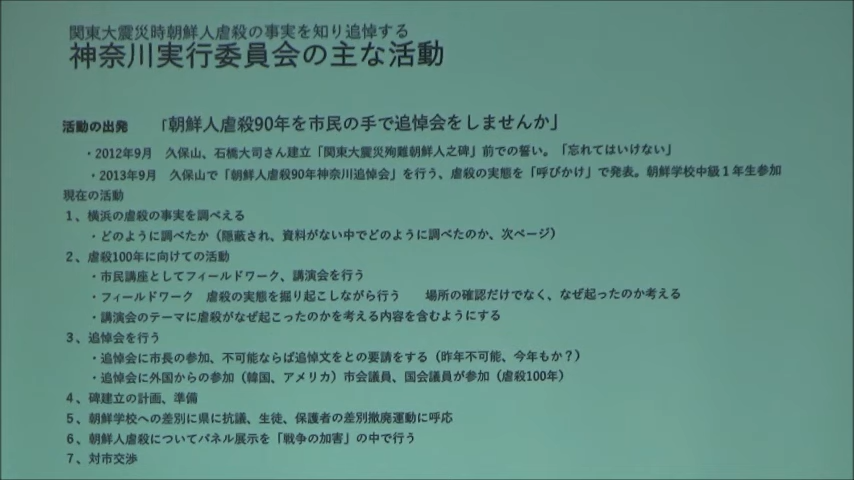 関東大震災時朝鮮人虐殺の事実を知り追悼する
神奈川実行委員会の主な活動
活動の出発　「朝鮮人虐殺90年を市民の手で追悼会をしませんか」
・2012年9月　久保山、石橋大司さん建立「関東大震災殉難朝鮮人之碑」前での誓い。「忘れてはいけない」
・2013年9月　久保山で「朝鮮人虐殺90年神奈川追悼会」を行う、虐殺の実態を「呼びかけ」で発表。朝鮮学校中級１年生参加
現在の活動
１、横浜の虐殺の事実を調べえる
・どのように調べたか（隠蔽され、資料がない中でどのように調べたのか、次ページ）
２、虐殺100年に向けての活動
・市民講座としてフィールドワーク、講演会を行う
・フィールドワーク　虐殺の実態を掘り起こしながら行う　　場所の確認だけでなく、なぜ起ったのか考える
・講演会のテーマに虐殺がなぜ起こったのかを考える内容を含むようにする
３、追悼会を行う
・追悼会に市長の参加、不可能ならば追悼文をとの要請をする（昨年不可能、今年もか？）
・追悼会に外国からの参加（韓国、アメリカ）市会議員、国会議員が参加（虐殺100年）
４、碑建立の計画、準備
５、朝鮮学校への差別に県に抗議、生徒、保護者の差別撤廃運動に呼応
６、朝鮮人虐殺についてパネル展示を「戦争の加害」の中で行う
７、対市交渉